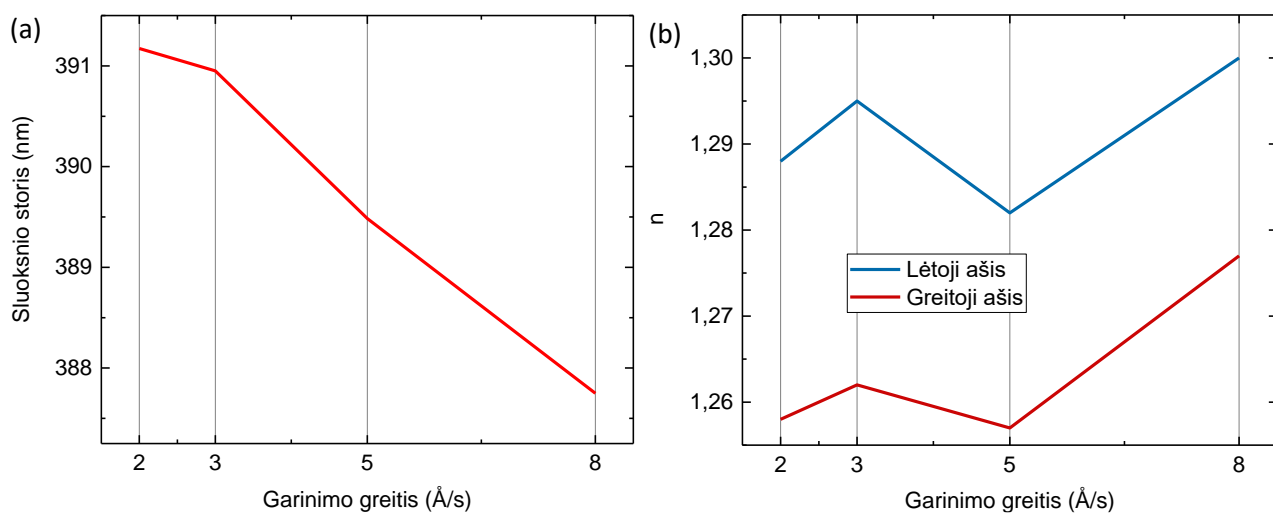 (a)
391
390
389
388
Sluoksnio storis (nm)
2 3 5 8
Garinimo greitis (Å/s)
(b)
1,30
1,29
1,28
1,27
1,26
n
Lėtoji ašis
Greitoji ašis
2 3 5 8
Garinimo greitis (Å/s)